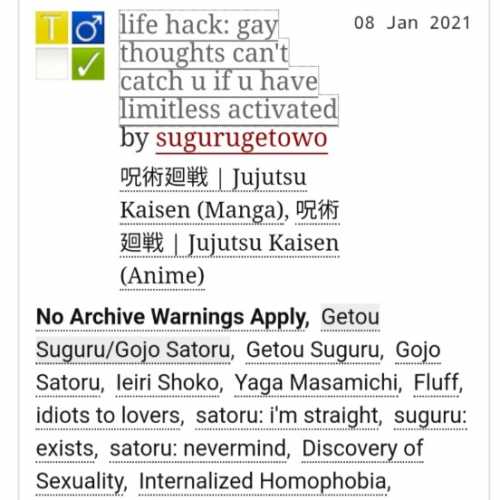 T
life hack: gay
thoughts can't
catch u if u have
limitless activated
by sugurugetowo
08 Jan 2021
呪術廻戦 | Jujutsu
Kaisen (Manga), 呪術
廻戦 | Jujutsu Kaisen
(Anime)
No Archive Warnings Apply, Getou
Suguru/Gojo Satoru, Getou Suguru, Gojo
Satoru, Ieiri Shoko, Yaga Masamichi, Fluff,
idiots to lovers, satoru: i'm straight, suguru:
exists, satoru: nevermind, Discovery of
Sexuality, Internalized Homophobia,